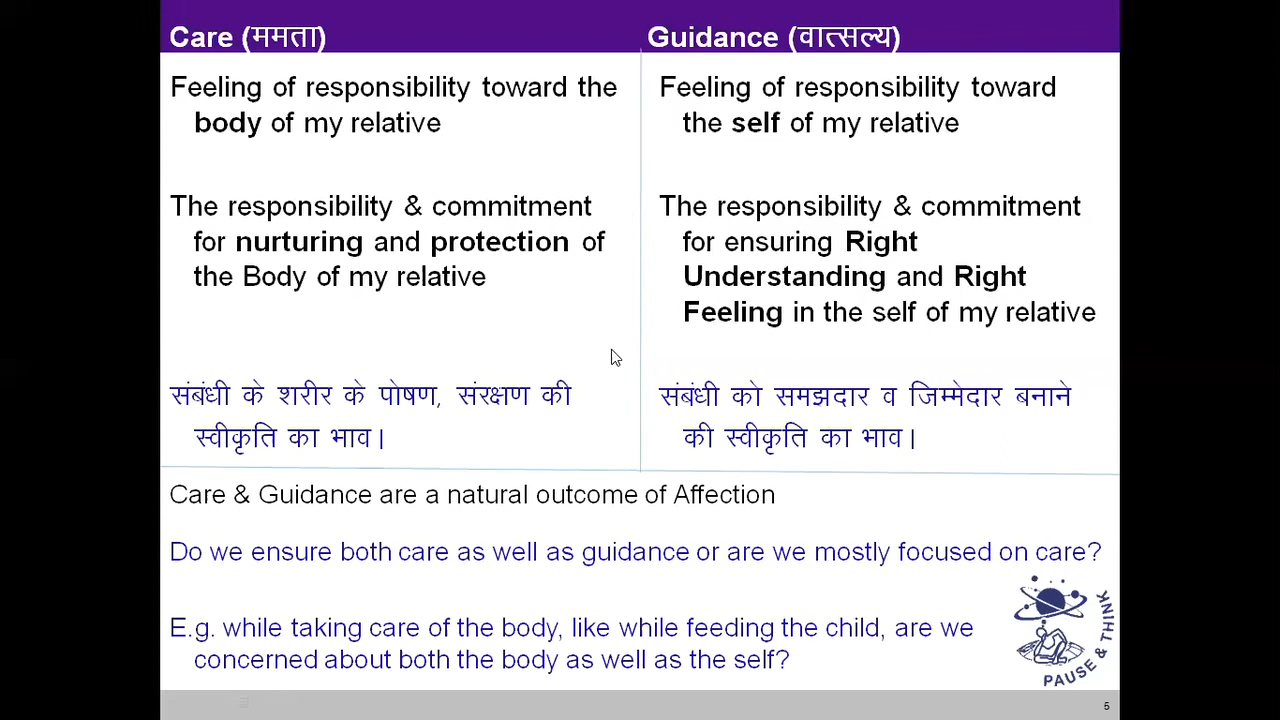 Care (ममता)
Feeling of responsibility toward the
body of my relative
The responsibility & commitment
for nurturing and protection of
the Body of my relative
संबंधी के शरीर के पोषण, संरक्षण की
स्वीकृति का भाव।
Guidance (वात्सल्य)
Feeling of responsibility toward
the self of my relative
The responsibility & commitment
for ensuring Right
Understanding and Right
Feeling in the self of my relative
संबंधी को समझदार व जिम्मेदार बनाने
की स्वीकृति का भाव।
Care & Guidance are a natural outcome of Affection
Do we ensure both care as well as guidance or are we mostly focused on care?
E.g. while taking care of the body, like while feeding the child, are we
concerned about both the body as well as the self?
PAUSE & THINK
5